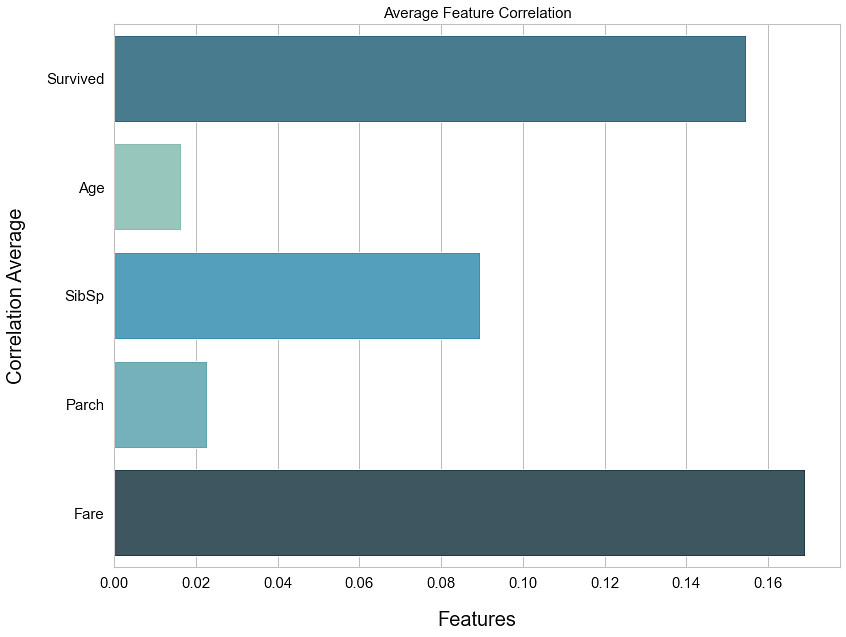 Average Feature Correlation
Correlation Average
Survived
Age
SibSp
Parch
Fare
0.00 0.02 0.04 0.06 0.08 0.10 0.12 0.14 0.16
Features